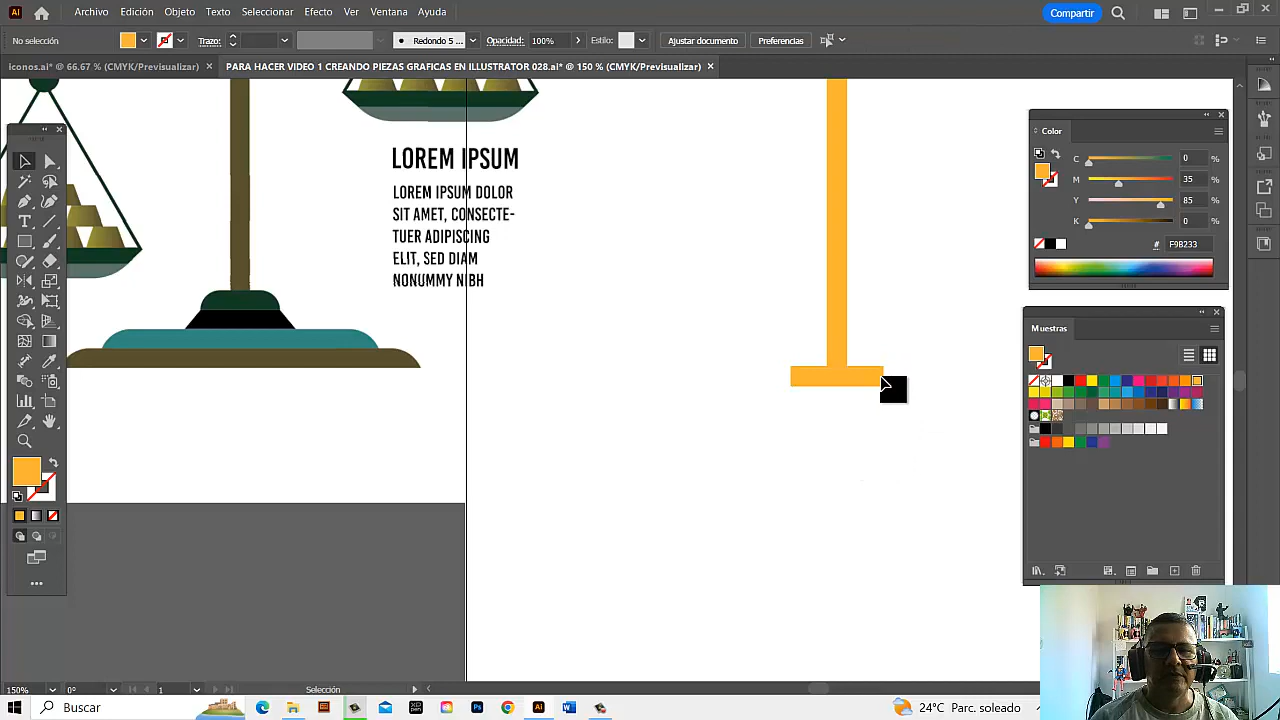 Ai
Archivo Edición Objeto Texto Seleccionar Efecto Ver Ventana Ayuda
Compartir
No selección
Trazo:
Redondo 5 ...
Opacidad: 100%
Estilo:
Ajustar documento
Preferencias
iconos.ai* @ 66.67 % (CMYK/Previsualizar)
PARA HACER VIDEO 1 CREANDO PIEZAS GRAFICAS EN ILLUSTRATOR 028.ai* @ 150 % (CMYK/Previsualizar)
LOREM IPSUM
LOREM IPSUM DOLOR
SIT AMET, CONSECTE-
TUER ADIPISCING
ELIT, SED DIAM
NONUMMY NIBH
Color
C 0 %
M 35 %
Y 85 %
K 0 %
# F9B233
Muestras
150% 0° 1 Selección
Buscar
24°C Parc. soleado